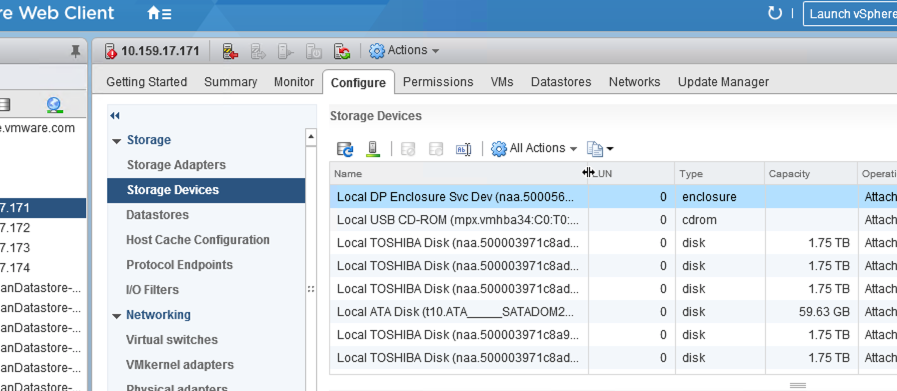 re Web Client
Launch vSphere
10.159.17.171
Actions
Getting Started Summary Monitor Configure Permissions VMs Datastores Networks Update Manager
e.vmware.com
7.171
7.172
7.173
7.174
anDatastore-...
anDatastore-...
anDatastore-...
anDatastore-...
anDatastore-...
anDatastore-...
Storage
Storage Adapters
Storage Devices
Datastores
Host Cache Configuration
Protocol Endpoints
I/O Filters
Networking
Virtual switches
VMkernel adapters
Physical adapters
Storage Devices
All Actions
Name LUN Type Capacity Operati
Local DP Enclosure Svc Dev (naa.500056... 0 enclosure Attach
Local USB CD-ROM (mpx.vmhba34:C0:T0:... 0 cdrom Attach
Local TOSHIBA Disk (naa.500003971c8ad... 0 disk 1.75 TB Attach
Local TOSHIBA Disk (naa.500003971c8ad... 0 disk 1.75 TB Attach
Local TOSHIBA Disk (naa.500003971c8ad... 0 disk 1.75 TB Attach
Local ATA Disk (t10.ATA_____SATADOM2... 0 disk 59.63 GB Attach
Local TOSHIBA Disk (naa.500003971c8a9... 0 disk 1.75 TB Attach
Local TOSHIBA Disk (naa.500003971c8ad... 0 disk 1.75 TB Attach